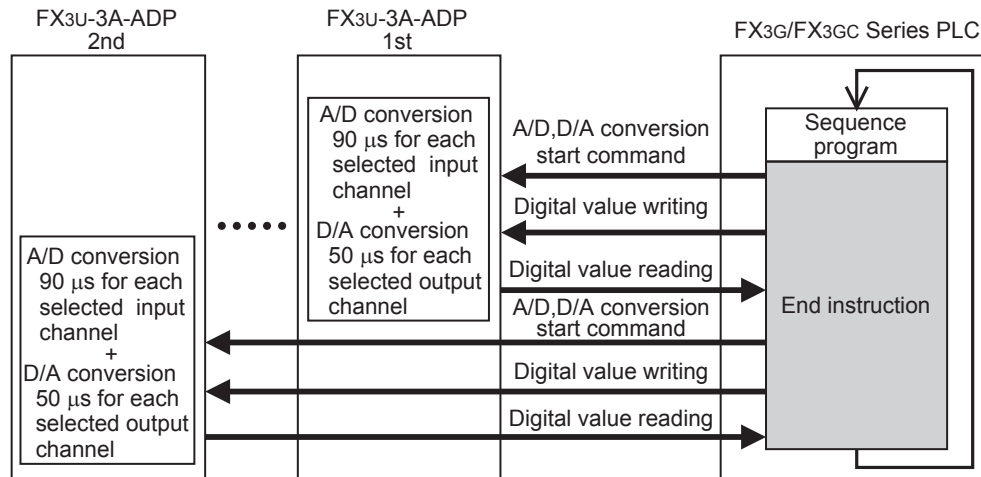 FX3U-3A-ADP
2nd
FX3U-3A-ADP
1st
FX3G/FX3GC Series PLC
A/D conversion
90 μs for each
selected input
channel
+
D/A conversion
50 μs for each
selected output
channel
A/D conversion
90 μs for each
selected input
channel
+
D/A conversion
50 μs for each
selected output
channel
A/D,D/A conversion
start command
Digital value writing
Digital value reading
A/D,D/A conversion
start command
Digital value writing
Digital value reading
Sequence
program
End instruction